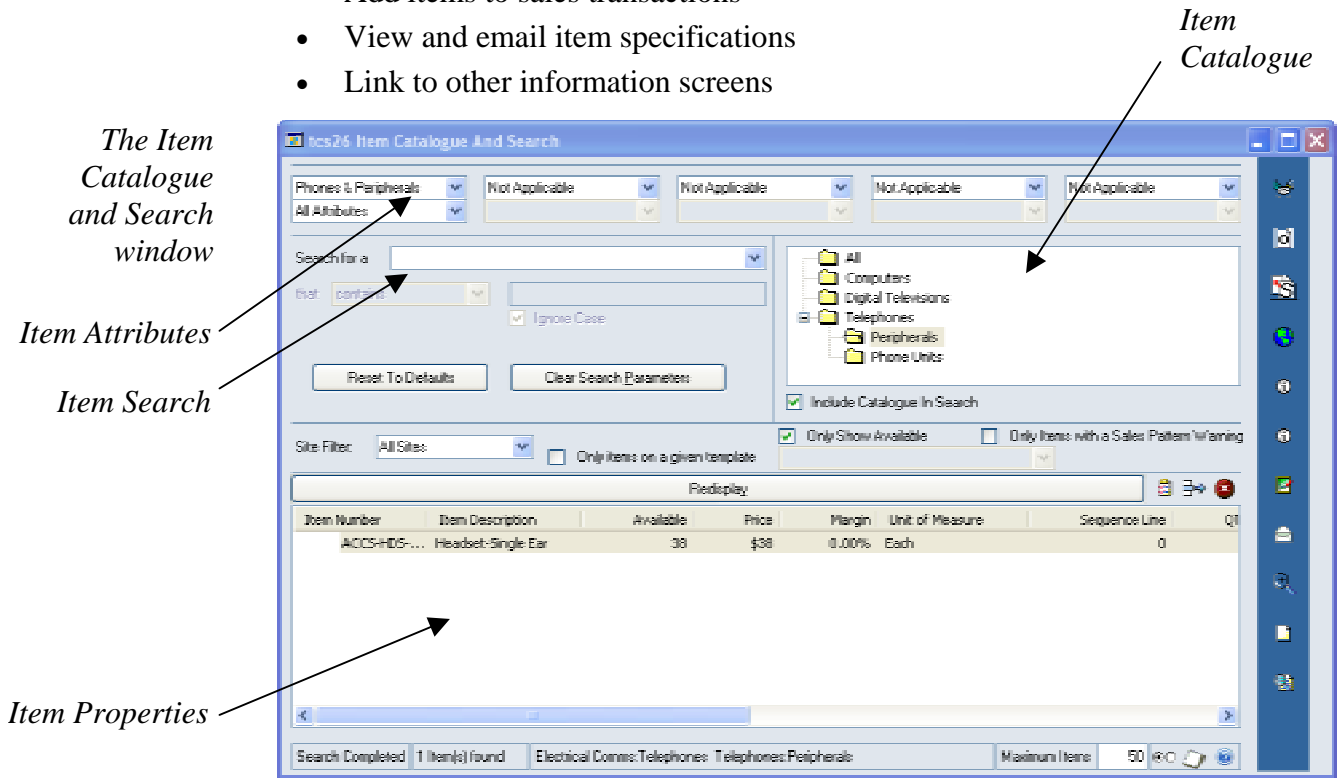 Add items to sales transactions
• View and email item specifications
• Link to other information screens
Item
Catalogue
The Item
Catalogue
and Search
window
Item Attributes
Item Search
Item Properties
tcs26 Item Catalogue And Search
Phones & Peripherals Not Applicable Not Applicable Not Applicable Not Applicable
All Attributes
Search for a
that contains
Ignore Case
Reset To Defaults Clear Search Parameters
All
Computers
Digital Televisions
Telephones
Peripherals
Phone Units
Include Catalogue In Search
Site Filter: All Sites Only items on a given template
Only Show Available Only Items with a Sales Pattern Warning
Redisplay
Item Number Item Description Available Price Margin Unit of Measure Sequence Line
ACCS-HDS-... Headset-Single Ear 38 $38 0.00% Each 0
Search Completed 1 Item(s) found Electrical Comms:Telephones Telephones:Peripherals Maximum Items 50